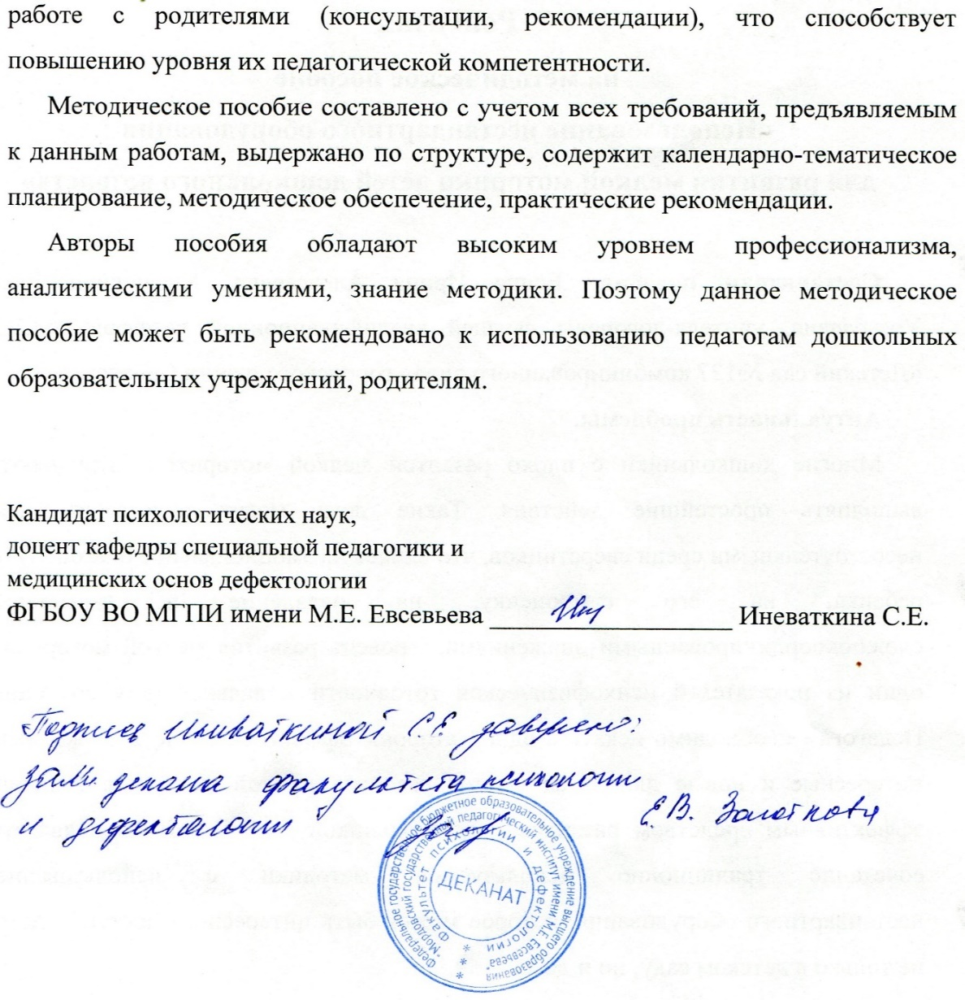 работе с родителями (консультации, рекомендации), что способствует
повышению уровня их педагогической компетентности.
Методическое пособие составлено с учетом всех требований, предъявляемым
к данным работам, выдержано по структуре, содержит календарно-тематическое
планирование, методическое обеспечение, практические рекомендации.
Авторы пособия обладают высоким уровнем профессионализма,
аналитическими умениями, знание методики. Поэтому данное методическое
пособие может быть рекомендовано к использованию педагогам дошкольных
образовательных учреждений, родителям.
Кандидат психологических наук,
доцент кафедры специальной педагогики и
медицинских основ дефектологии
ФГБОУ ВО МГПИ имени М.Е. Евсевьева Иневаткина С.Е.
Подпись Иневаткиной С.Е. заверено:
зам. декана факультета психологии
и дефектологии Е.В. Золоткова
Федеральное государственное бюджетное образовательное учреждение высшего образования
"Мордовский государственный педагогический институт имени М.Е. Евсевьева"
Факультет психологии и дефектологии
ДЕКАНАТ